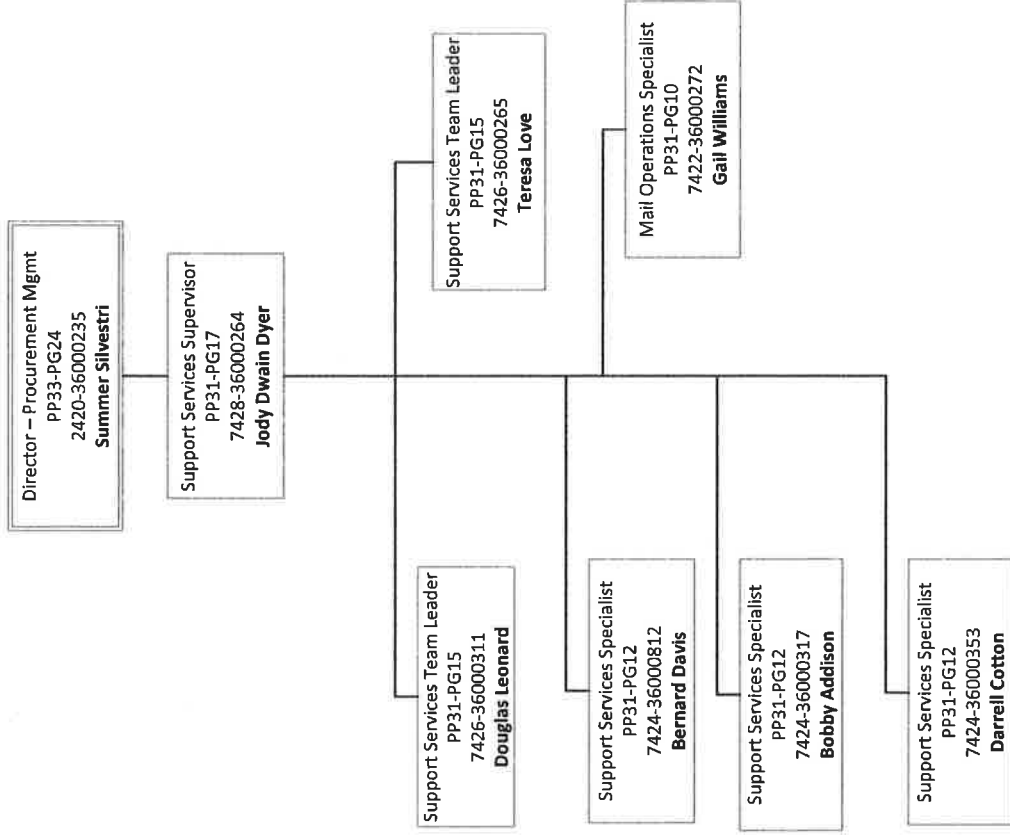 Director – Procurement Mgmt
PP33-PG24
2420-36000235
Summer Silvestri
Support Services Supervisor
PP31-PG17
7428-36000264
Jody Dwain Dyer
Support Services Team Leader
PP31-PG15
7426-36000311
Douglas Leonard
Support Services Team Leader
PP31-PG15
7426-36000265
Teresa Love
Support Services Specialist
PP31-PG12
7424-36000812
Bernard Davis
Mail Operations Specialist
PP31-PG10
7422-36000272
Gail Williams
Support Services Specialist
PP31-PG12
7424-36000317
Bobby Addison
Support Services Specialist
PP31-PG12
7424-36000353
Darrell Cotton